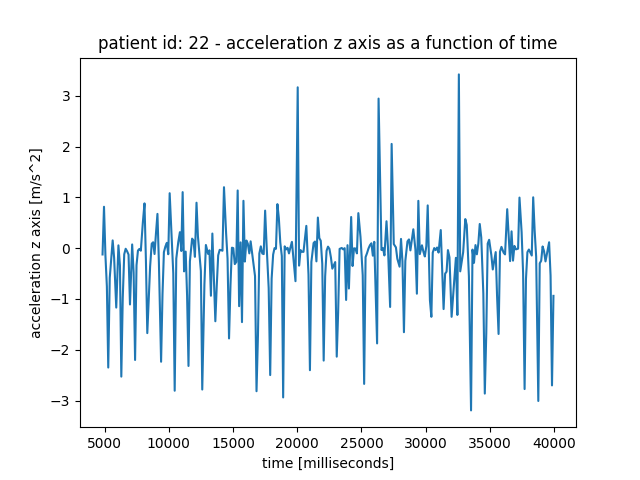 patient id: 22 - acceleration z axis as a function of time
acceleration z axis [m/s^2]
3
2
1
0
−1
−2
−3
5000 10000 15000 20000 25000 30000 35000 40000
time [milliseconds]